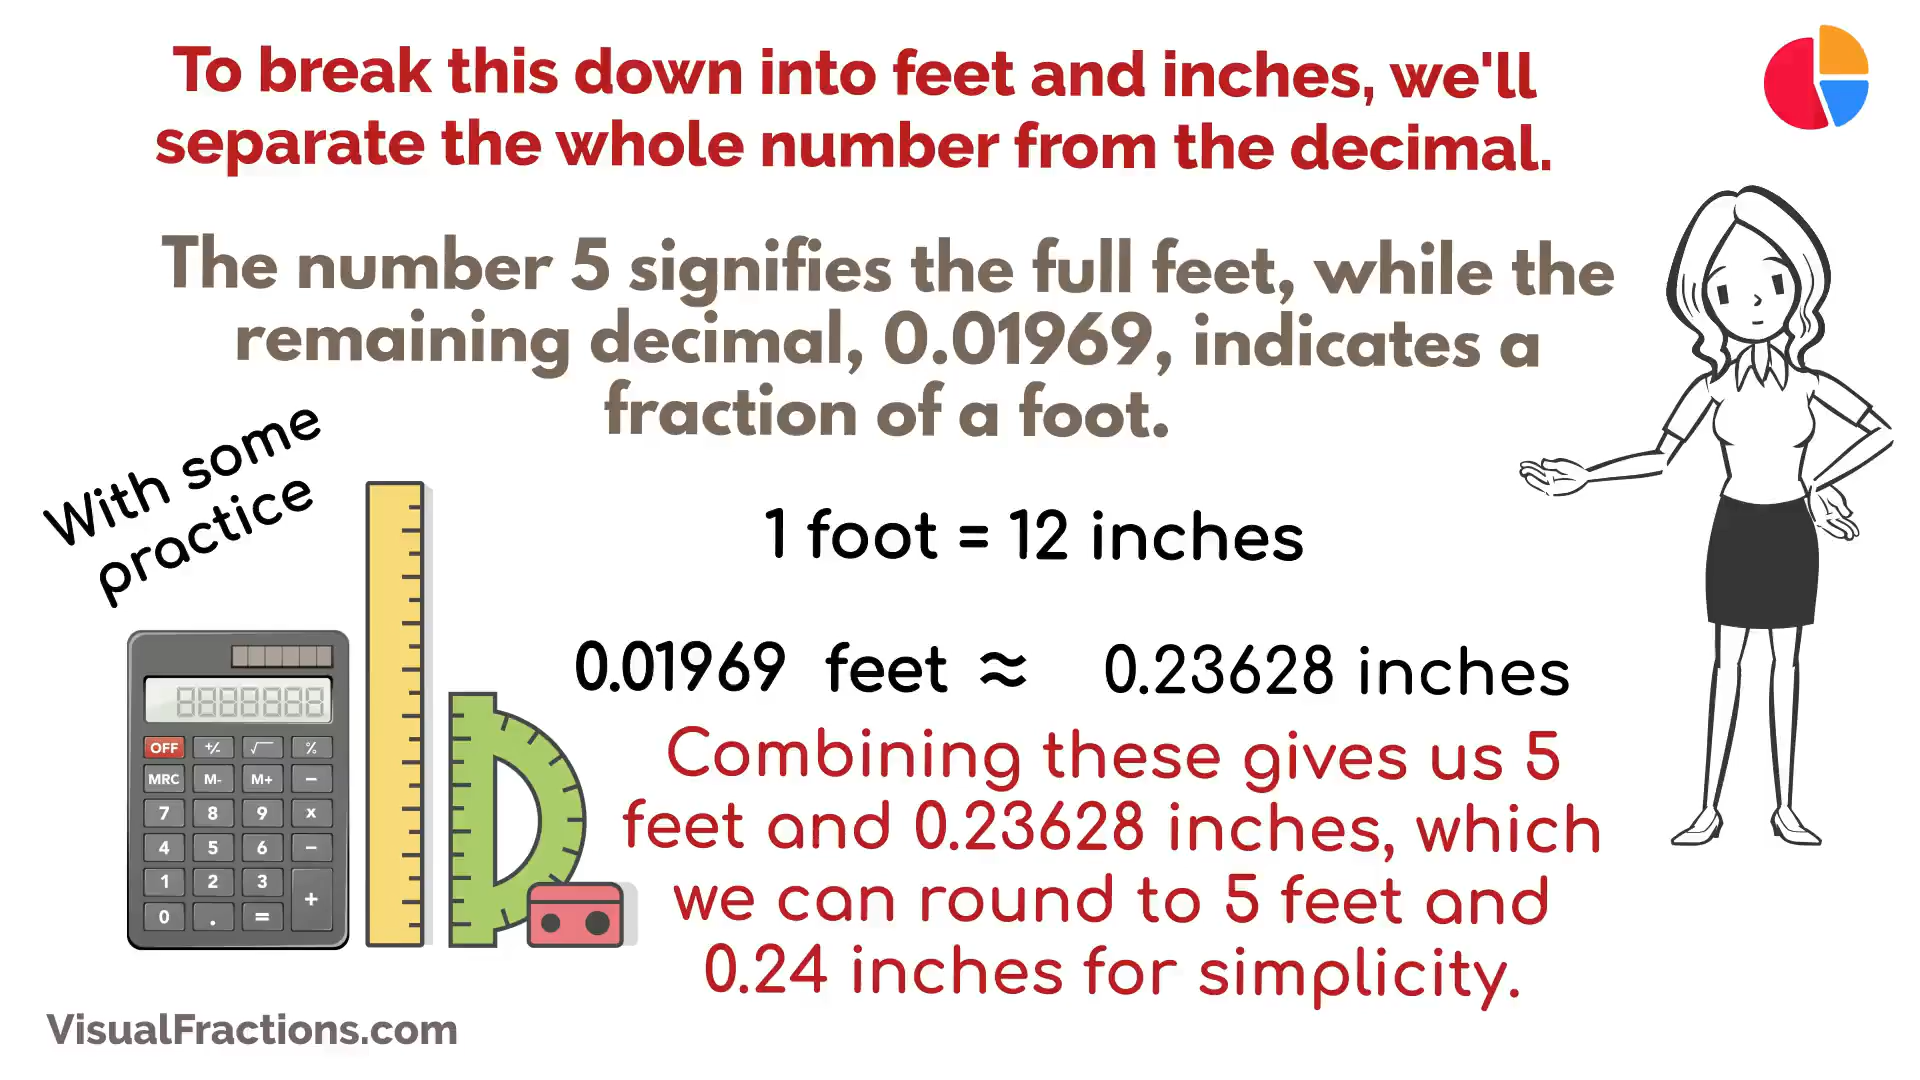 To break this down into feet and inches, we'll
separate the whole number from the decimal.
The number 5 signifies the full feet, while the
remaining decimal, 0.01969, indicates a
fraction of a foot.
With some
practice
1 foot = 12 inches
0.01969 feet ≈ 0.23628 inches
Combining these gives us 5
feet and 0.23628 inches, which
we can round to 5 feet and
0.24 inches for simplicity.
8888888
OFF +/- √ %
MRC M- M+ −
7 8 9 x
4 5 6 −
1 2 3 +
0 . =
VisualFractions.com